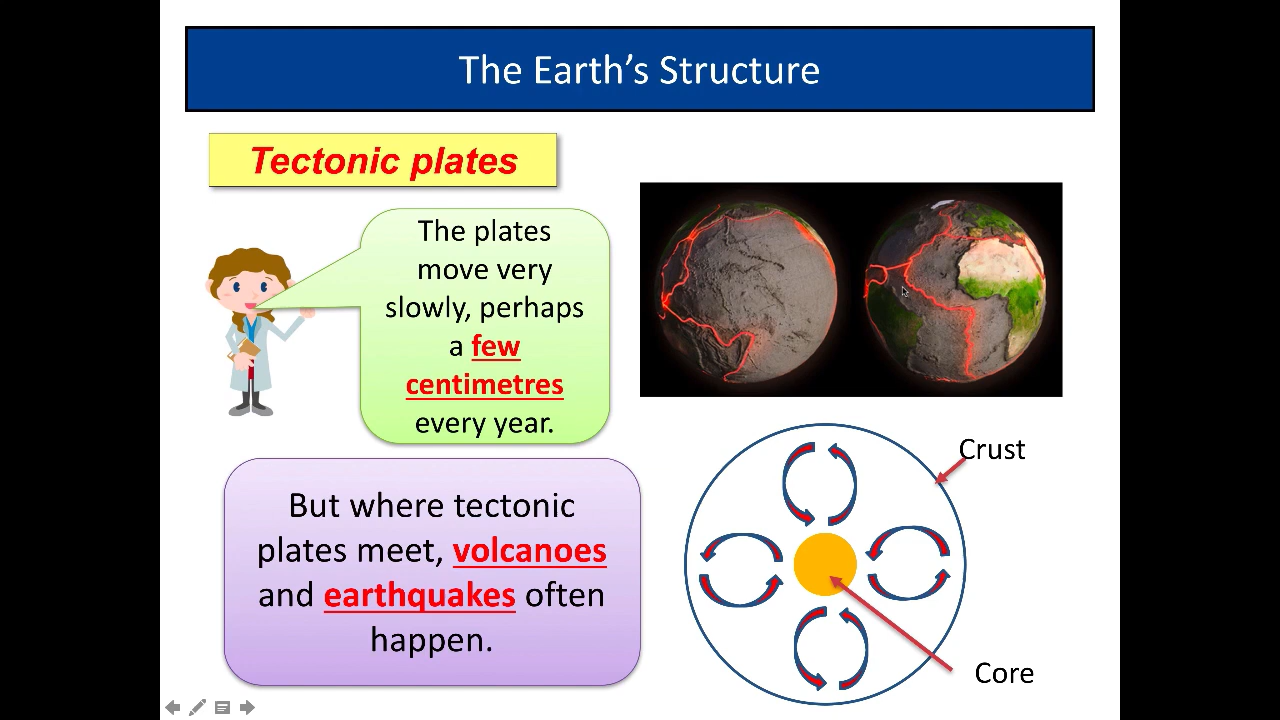 The Earth’s Structure
Tectonic plates
The plates
move very
slowly, perhaps
a few
centimetres
every year.
But where tectonic
plates meet, volcanoes
and earthquakes often
happen.
Crust
Core